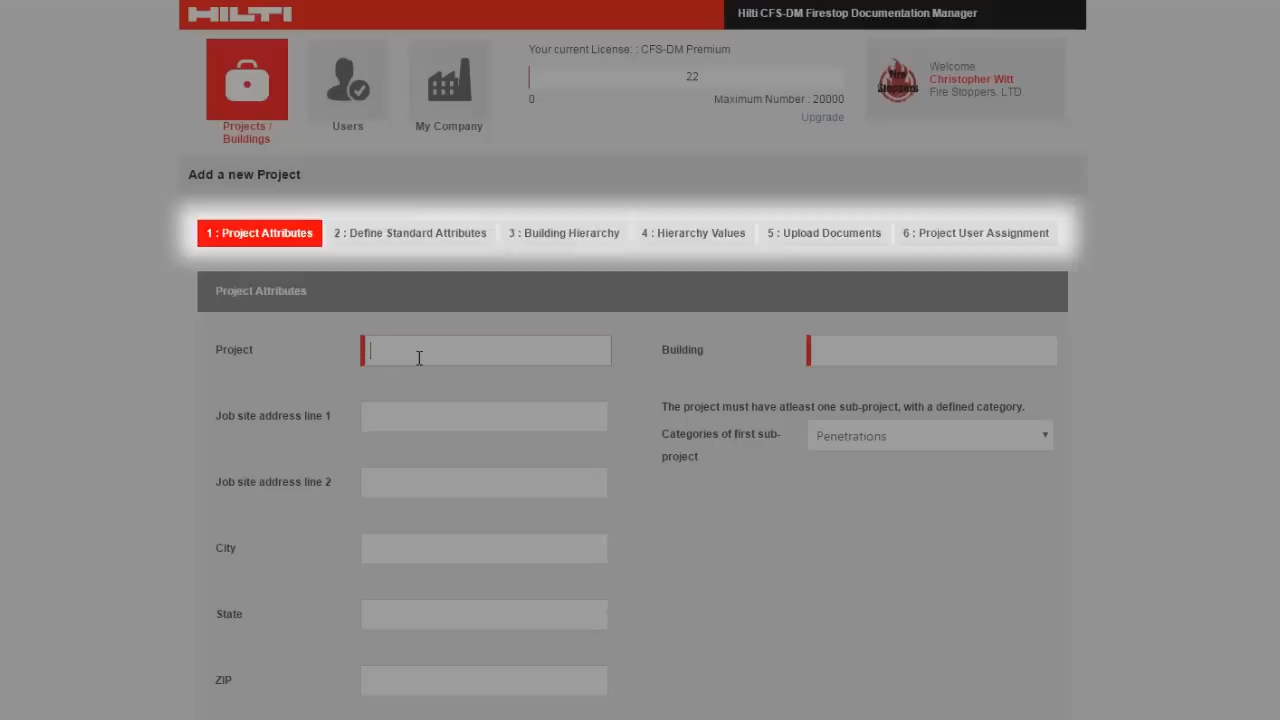 HILTI
Hilti CFS-DM Firestop Documentation Manager
Projects /
Buildings
Users
My Company
Your current License: : CFS-DM Premium
22
0
Maximum Number : 20000
Upgrade
Fire
Stoppers
Welcome
Christopher Witt
Fire Stoppers, LTD
Add a new Project
1 : Project Attributes
2 : Define Standard Attributes
3 : Building Hierarchy
4 : Hierarchy Values
5 : Upload Documents
6 : Project User Assignment
Project Attributes
Project
Building
Job site address line 1
The project must have atleast one sub-project, with a defined category.
Categories of first sub-
project
Penetrations
Job site address line 2
City
State
ZIP